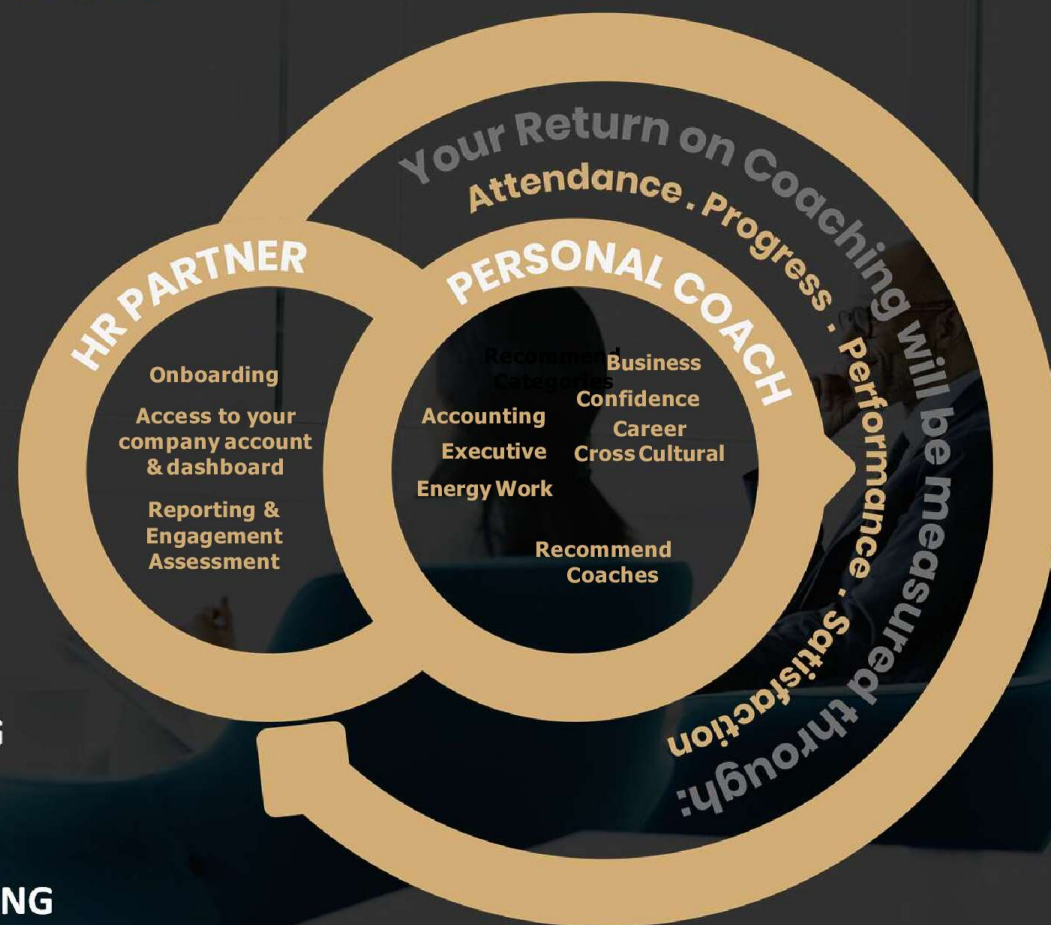 Your Return on Coaching will be measured through:
Attendance . Progress . Performance . Satisfaction
HR PARTNER
Onboarding
Access to your
company account
& dashboard
Reporting &
Engagement
Assessment
PERSONAL COACH
Recommend
Categories
Business
Confidence
Accounting
Career
Executive
Cross Cultural
Energy Work
Recommend
Coaches
G
NG